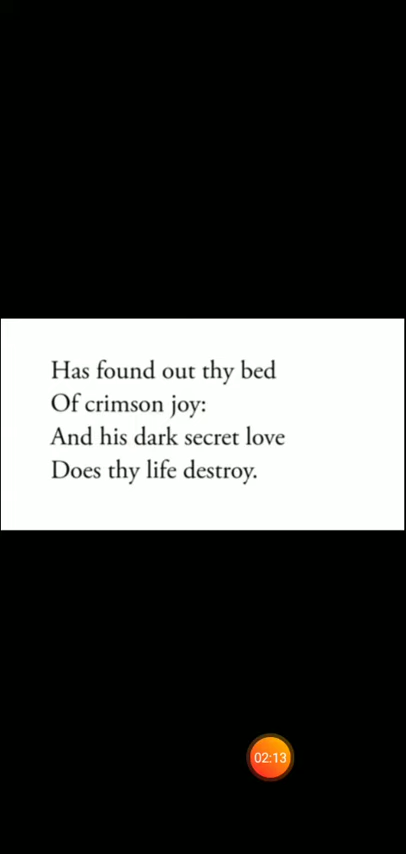 Has found out thy bed
Of crimson joy:
And his dark secret love
Does thy life destroy.
02:13